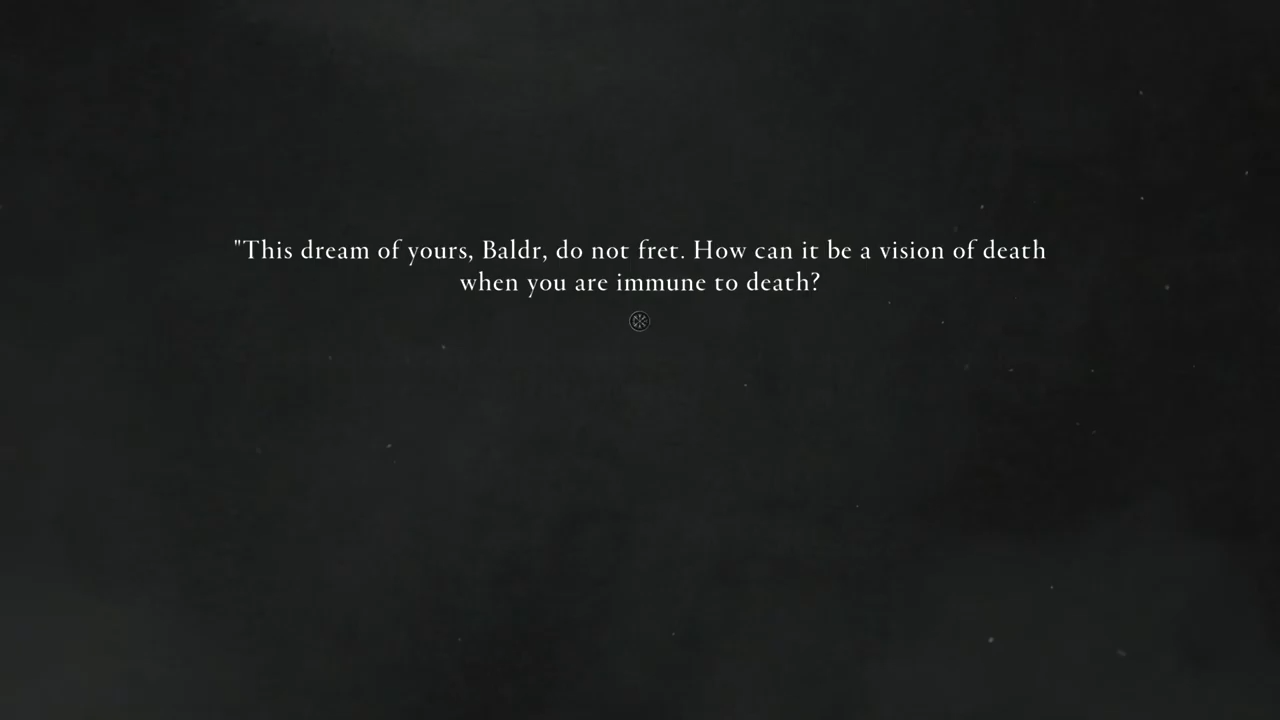 "This dream of yours, Baldr, do not fret. How can it be a vision of death
when you are immune to death?